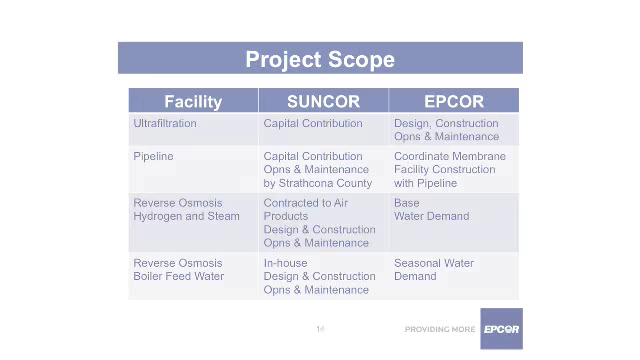 Project Scope
Facility SUNCOR EPCOR
Ultrafiltration Capital Contribution Design, Construction
Opns & Maintenance
Pipeline Capital Contribution Coordinate Membrane
Opns & Maintenance Facility Construction
by Strathcona County with Pipeline
Reverse Osmosis Contracted to Air Base
Hydrogen and Steam Products Water Demand
Design & Construction
Opns & Maintenance
Reverse Osmosis In-house Seasonal Water
Boiler Feed Water Design & Construction Demand
Opns & Maintenance
14 PROVIDING MORE EPCOR